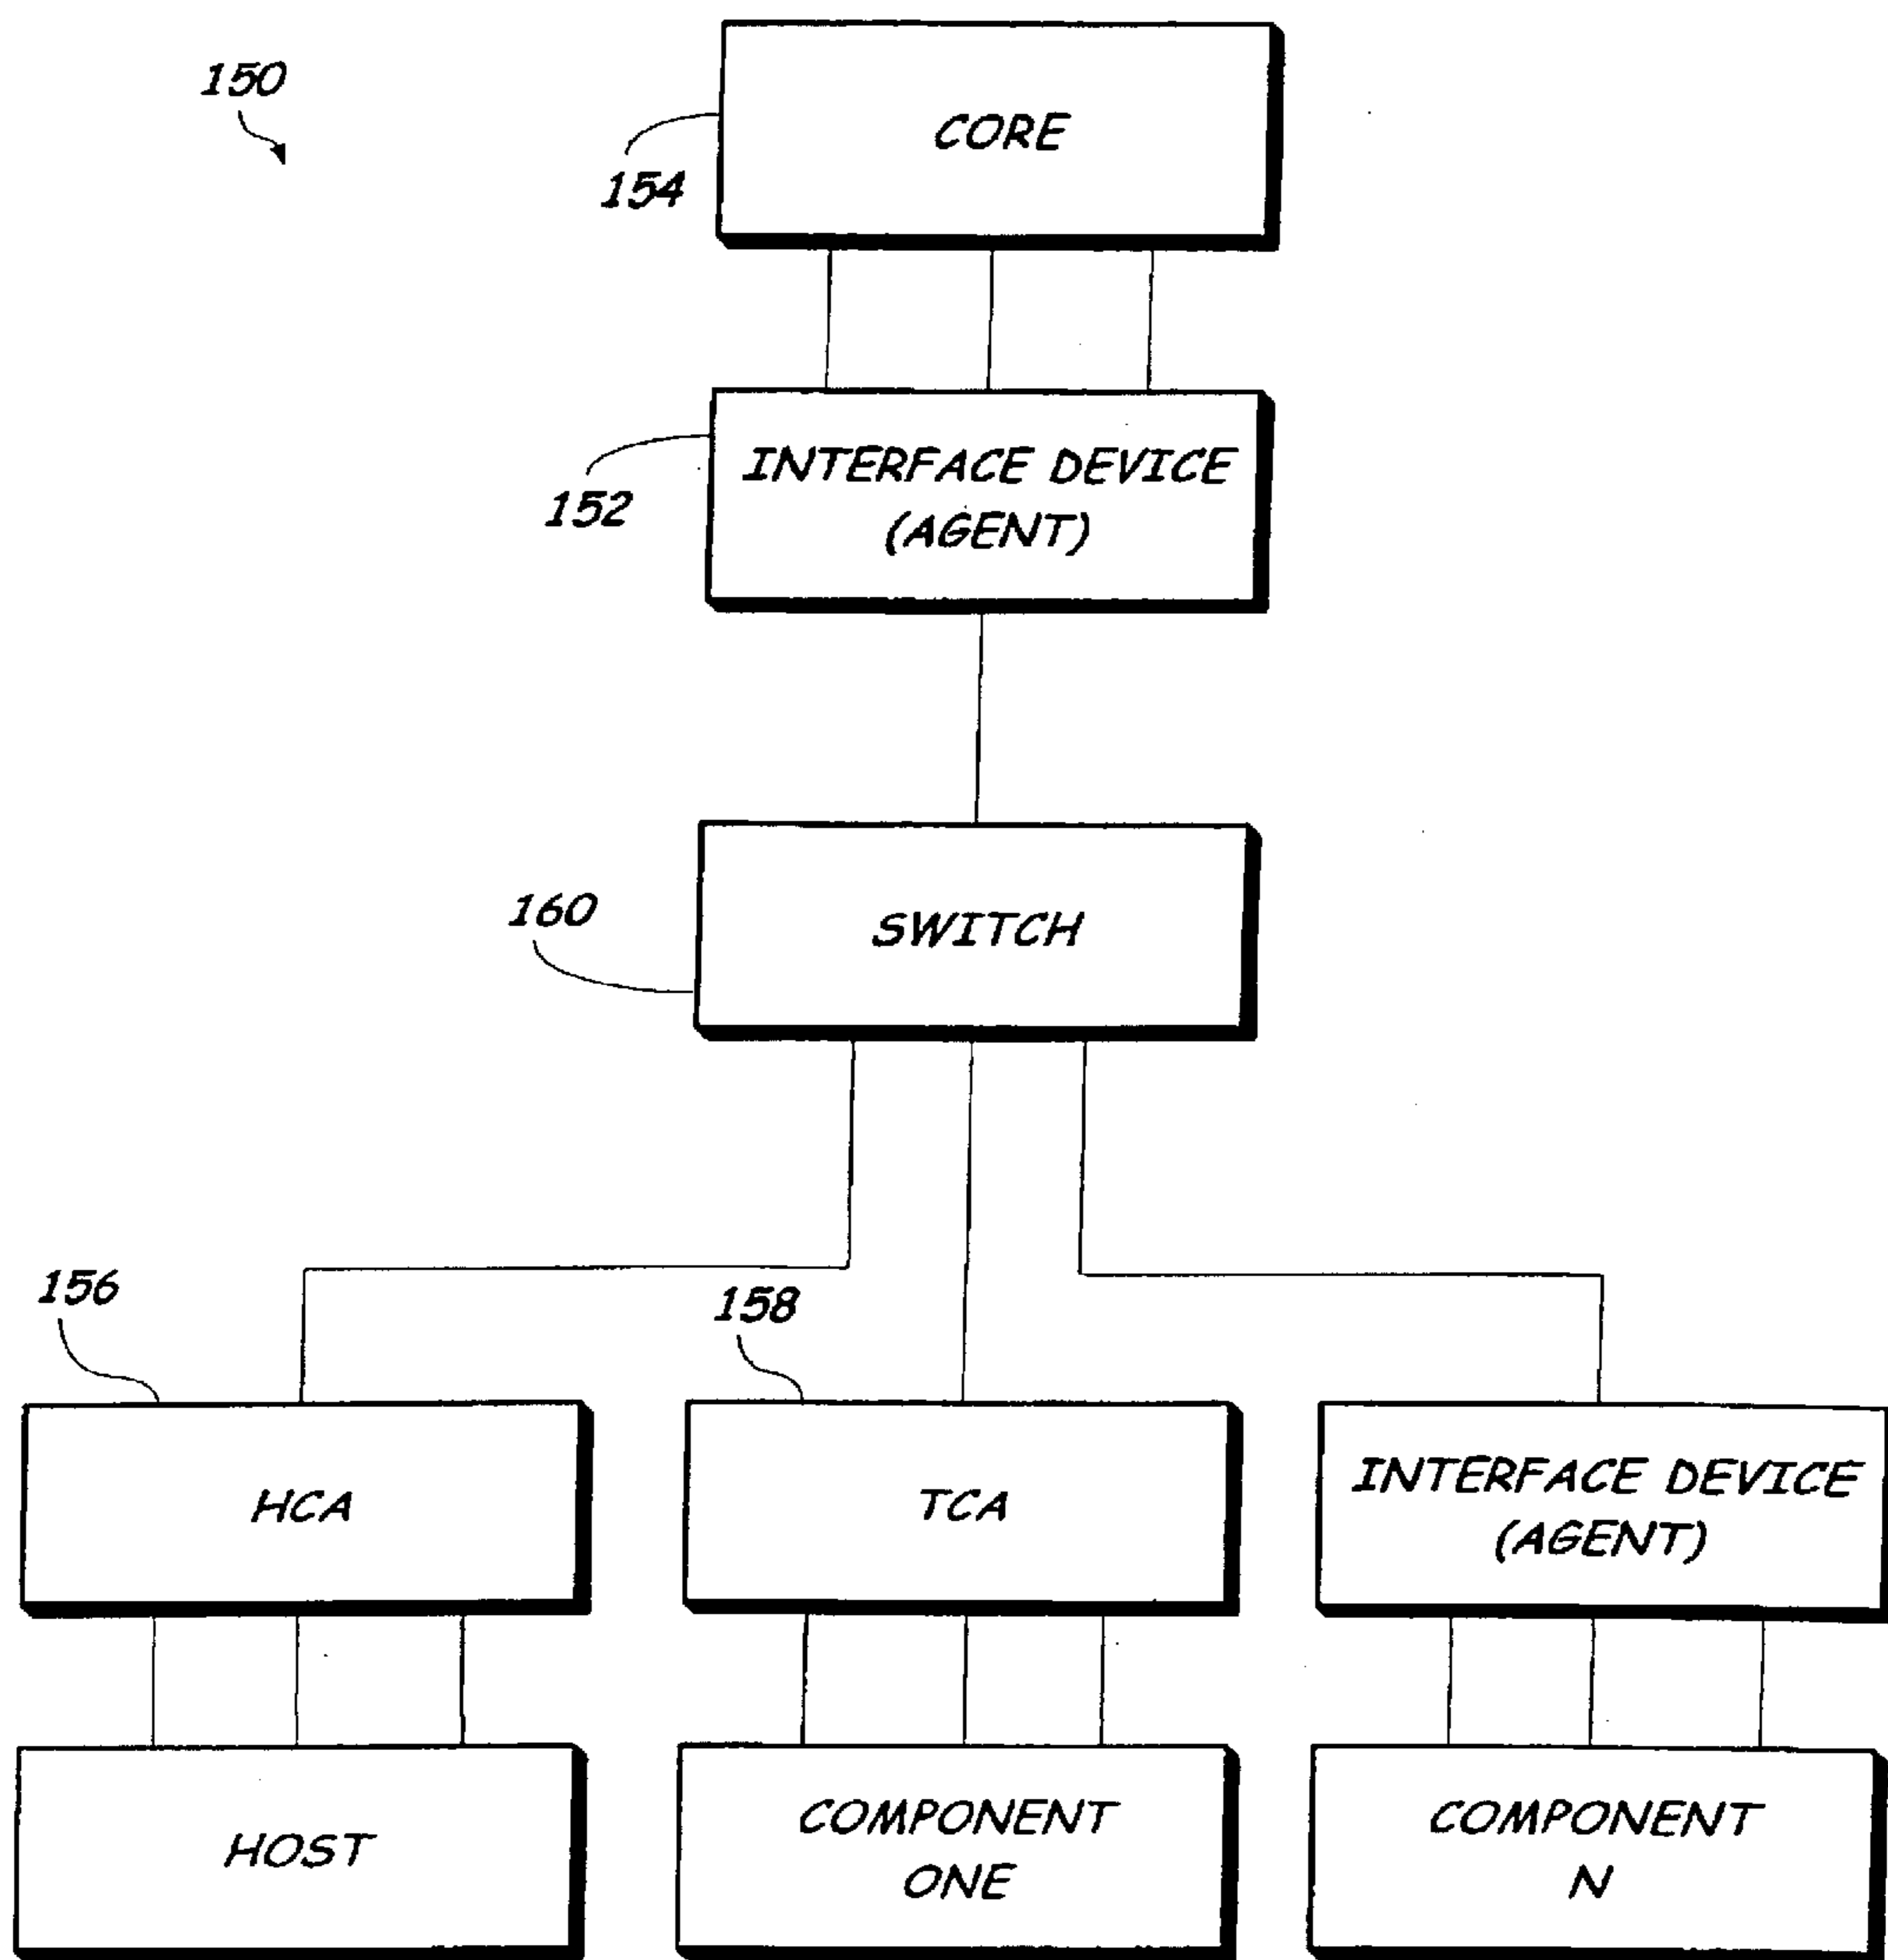 150
CORE
154
INTERFACE DEVICE
(AGENT)
152
SWITCH
160
156
158
HCA
TCA
INTERFACE DEVICE
(AGENT)
HOST
COMPONENT
ONE
COMPONENT
N